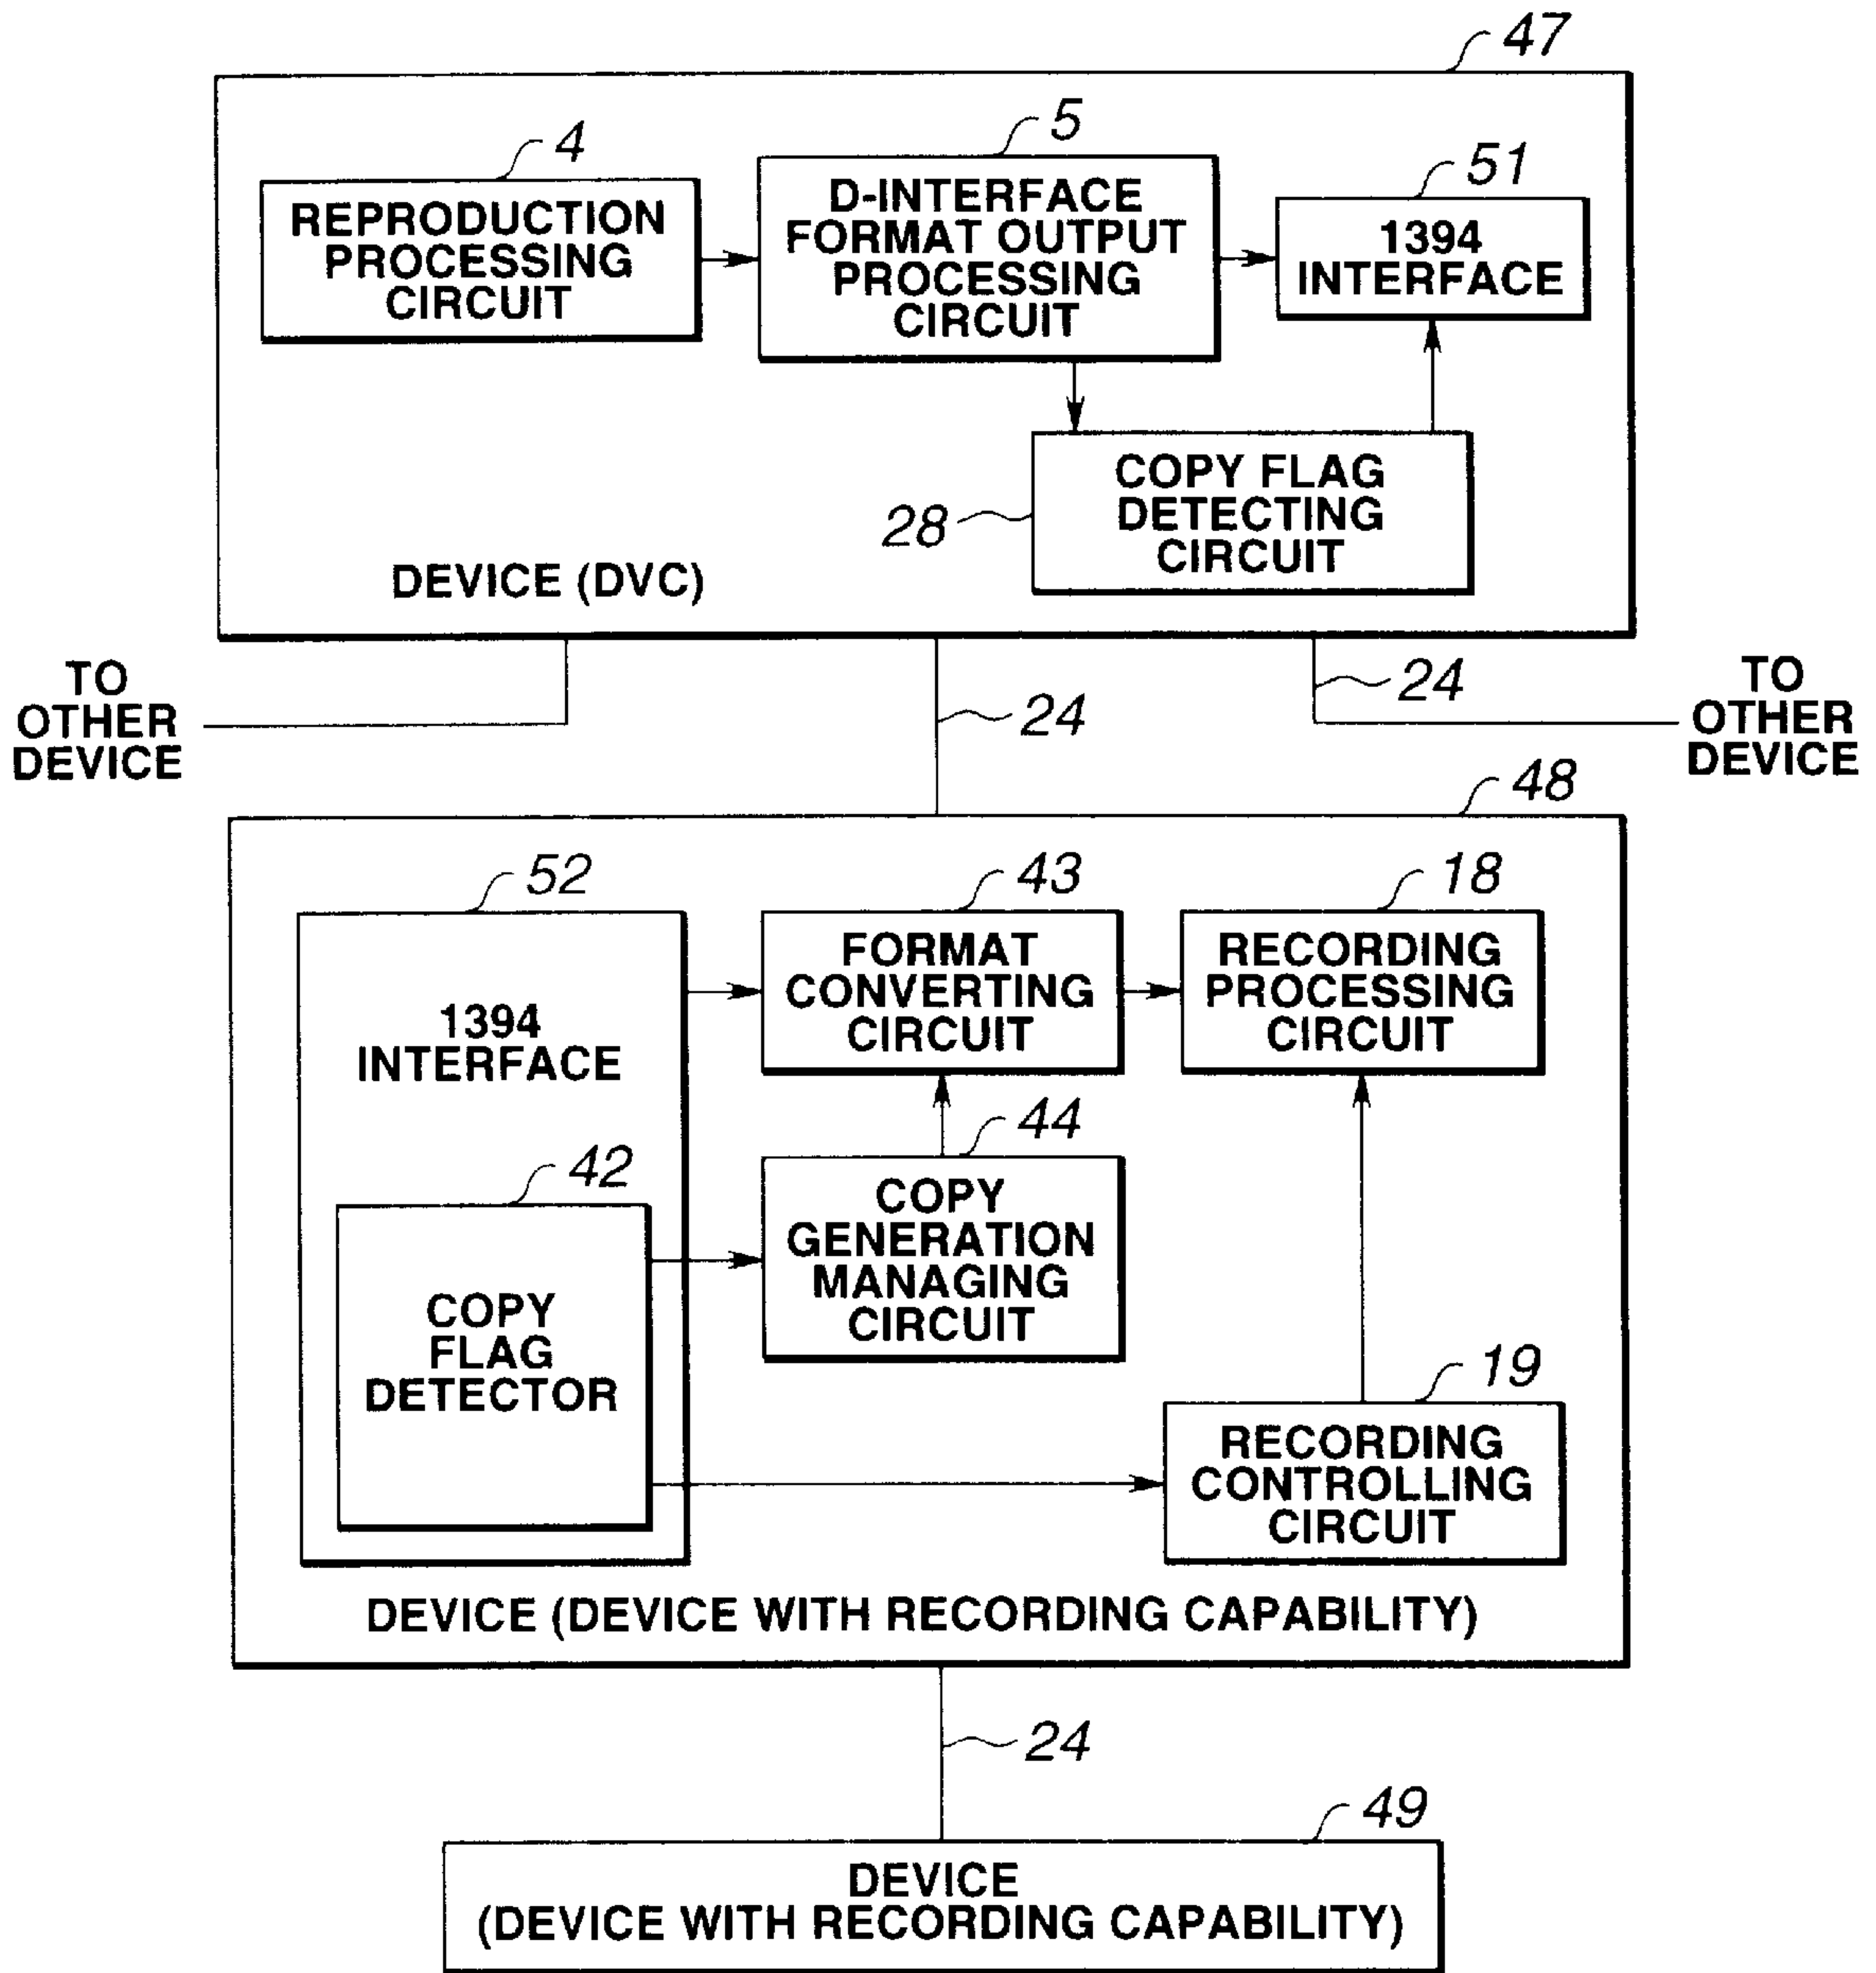 47
4
5
51
REPRODUCTION
PROCESSING
CIRCUIT
D-INTERFACE
FORMAT OUTPUT
PROCESSING
CIRCUIT
1394
INTERFACE
28
COPY FLAG
DETECTING
CIRCUIT
DEVICE (DVC)
TO
OTHER
DEVICE
24
24
TO
OTHER
DEVICE
48
52
43
18
1394
INTERFACE
FORMAT
CONVERTING
CIRCUIT
RECORDING
PROCESSING
CIRCUIT
42
44
COPY
FLAG
DETECTOR
COPY
GENERATION
MANAGING
CIRCUIT
19
RECORDING
CONTROLLING
CIRCUIT
DEVICE (DEVICE WITH RECORDING CAPABILITY)
24
49
DEVICE
(DEVICE WITH RECORDING CAPABILITY)